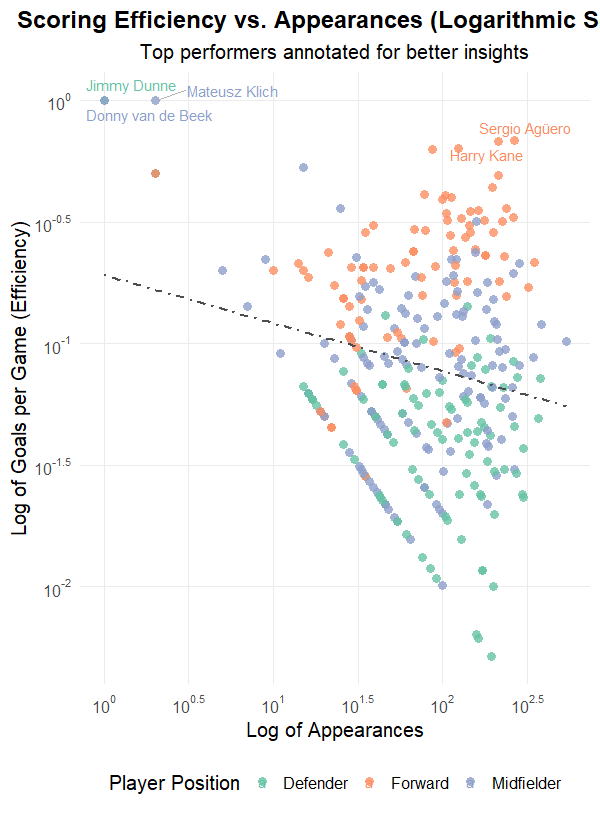 Scoring Efficiency vs. Appearances (Logarithmic S
Top performers annotated for better insights
Jimmy Dunne
Mateusz Klich
Donny van de Beek
Sergio Agüero
Harry Kane
Log of Goals per Game (Efficiency)
10^0
10^-0.5
10^-1
10^-1.5
10^-2
10^0 10^0.5 10^1 10^1.5 10^2 10^2.5
Log of Appearances
Player Position a Defender a Forward a Midfielder